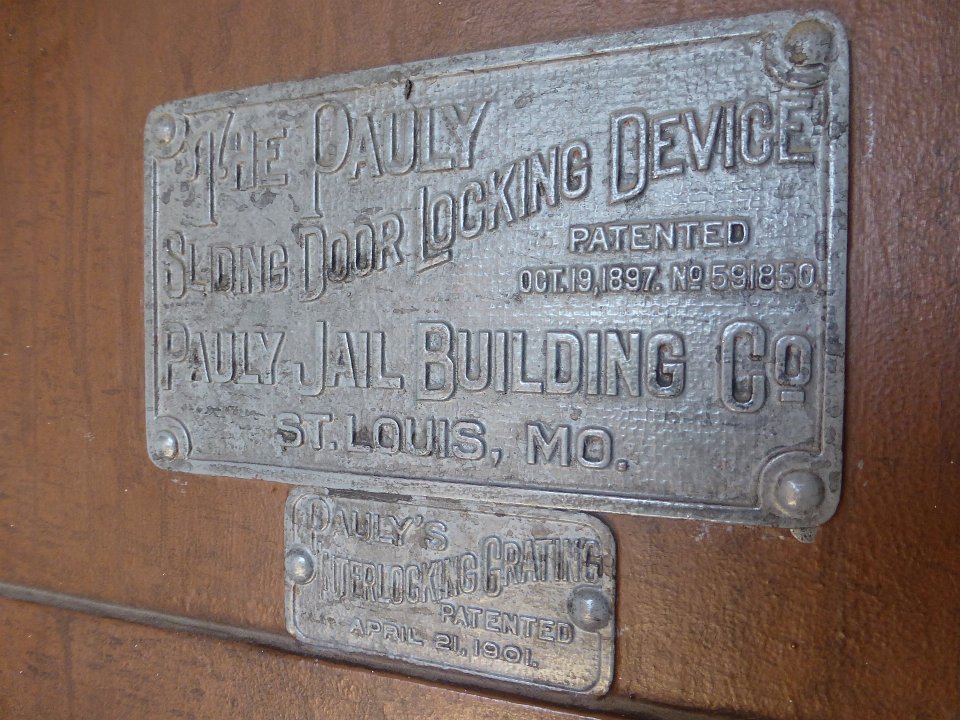 THE PAULY
SLIDING DOOR LOCKING DEVICE
PATENTED
OCT. 19, 1897. No 591850.
PAULY JAIL BUILDING Co
ST. LOUIS, MO.
PAULY'S
INTERLOCKING GRATING
PATENTED
APRIL 21, 1901.